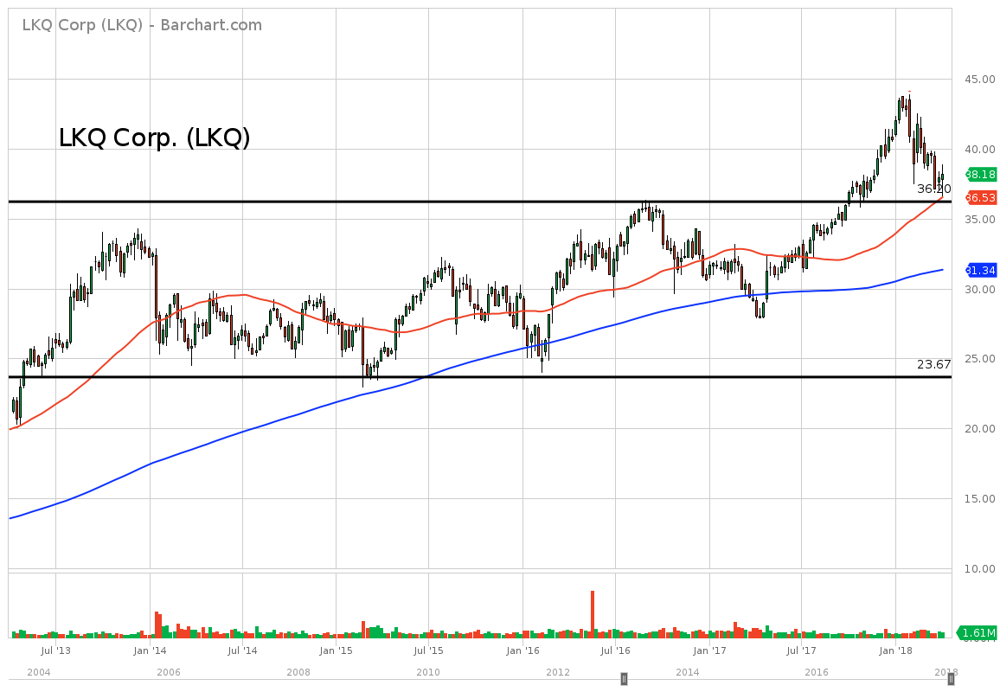 LKQ Corp (LKQ) - Barchart.com
LKQ Corp. (LKQ)
45.00
40.00
38.18
36.20
36.53
35.00
31.34
30.00
25.00
23.67
20.00
15.00
10.00
1.61M
Jul '13 Jan '14 Jul '14 Jan '15 Jul '15 Jan '16 Jul '16 Jan '17 Jul '17 Jan '18
2004 2006 2008 2010 2012 2014 2016 2018